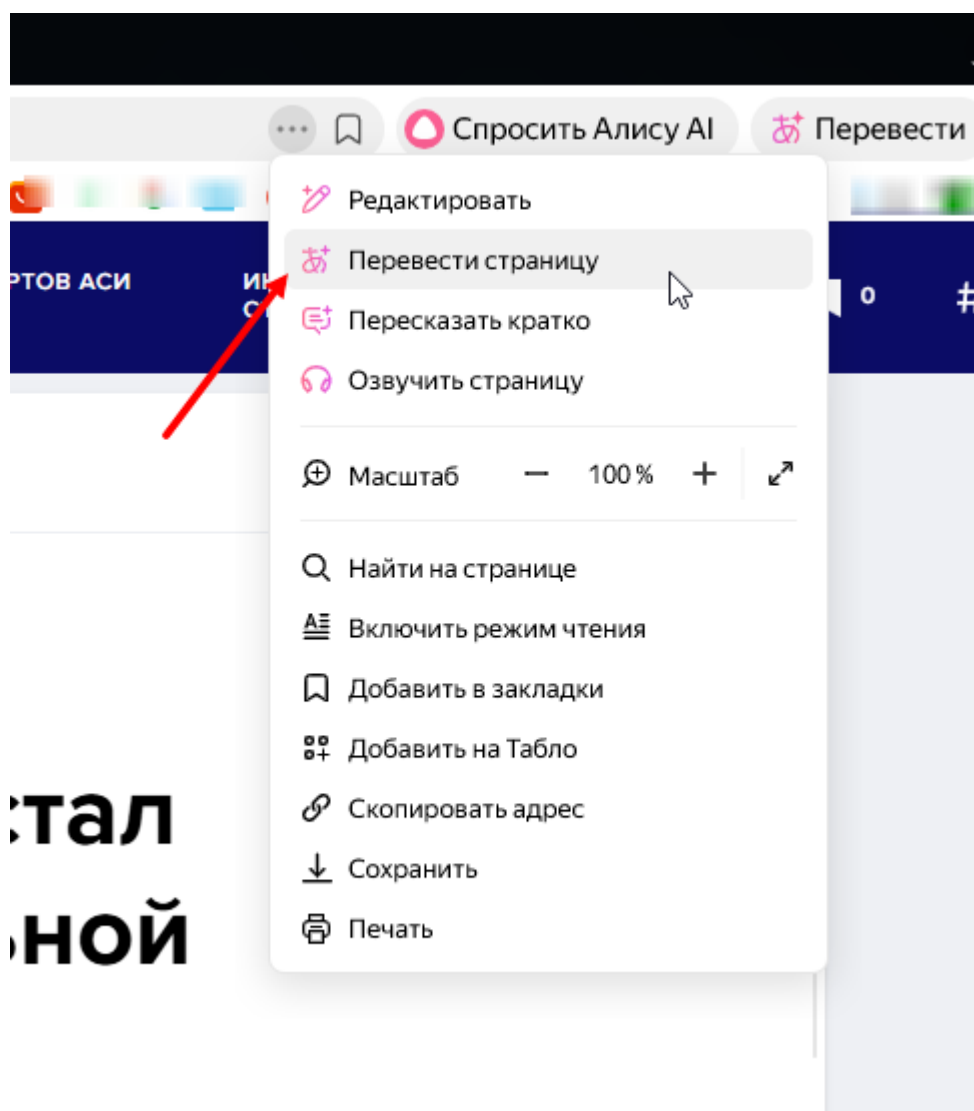 Спросить Алису AI
Перевести
Редактировать
Перевести страницу
Пересказать кратко
Озвучить страницу
Масштаб — 100 % +
Найти на странице
Включить режим чтения
Добавить в закладки
Добавить на Табло
Скопировать адрес
Сохранить
Печать
РТОВ АСИ
0
#
стал
ьной